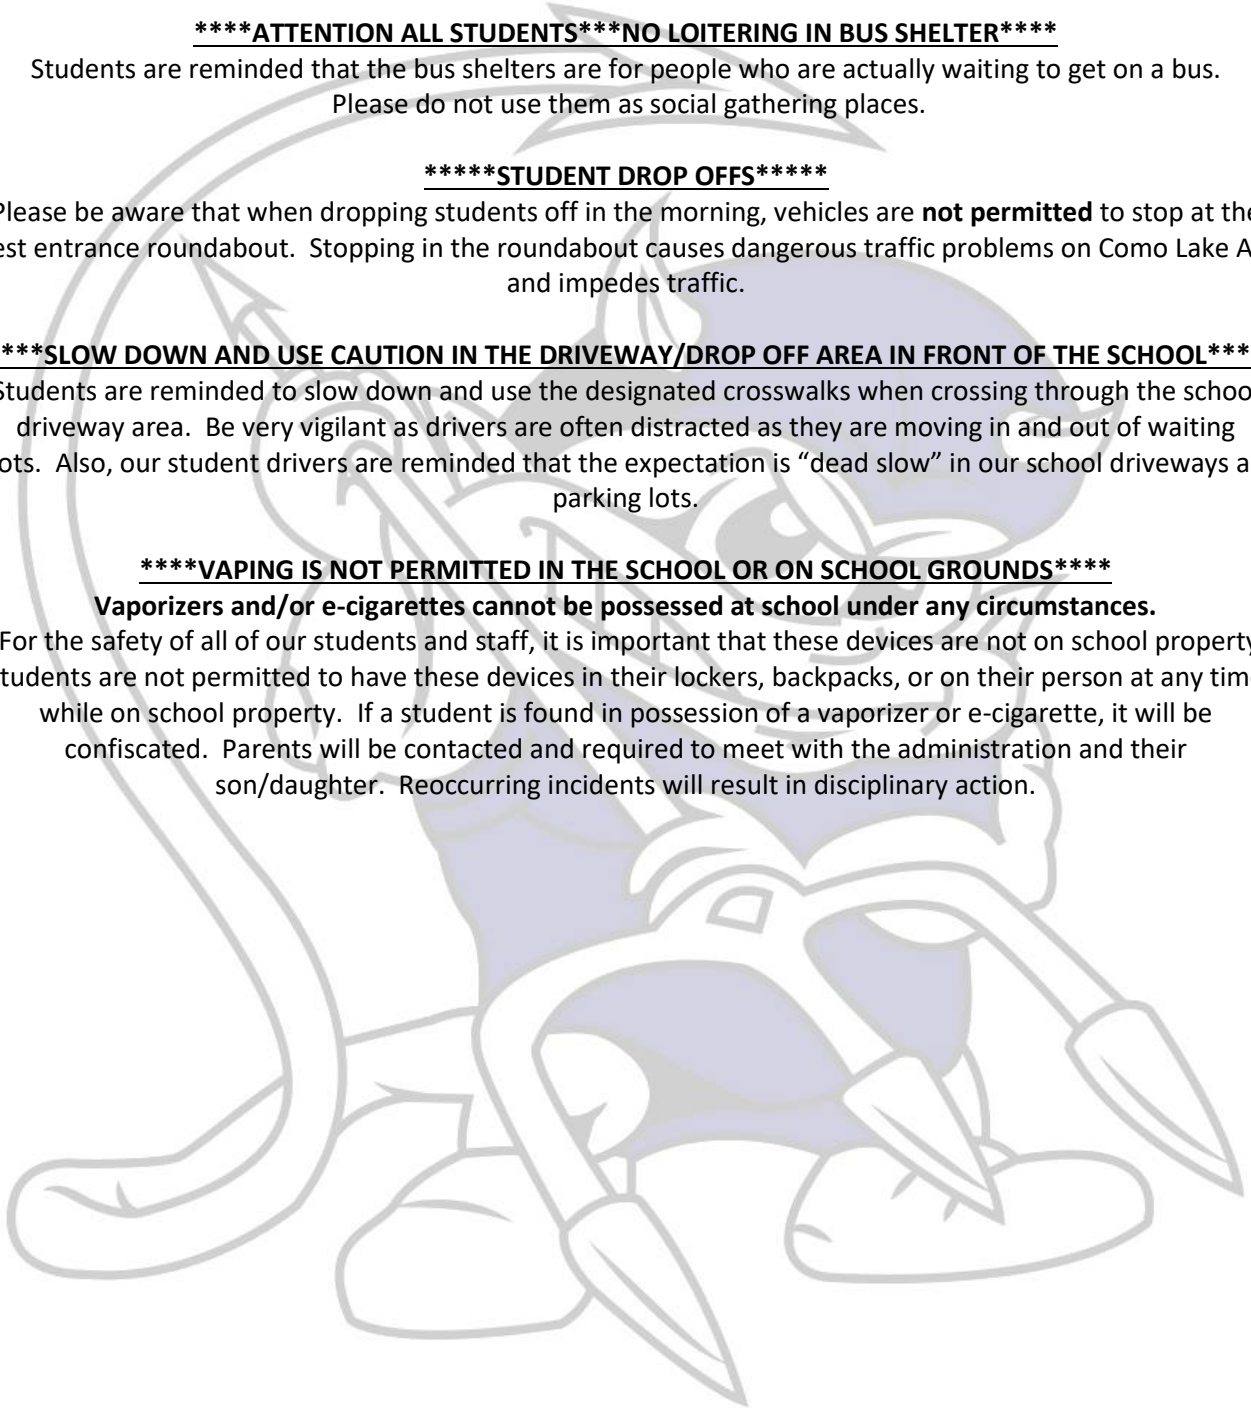 ****ATTENTION ALL STUDENTS***NO LOITERING IN BUS SHELTER****
Students are reminded that the bus shelters are for people who are actually waiting to get on a bus.
Please do not use them as social gathering places.
*****STUDENT DROP OFFS*****
Please be aware that when dropping students off in the morning, vehicles are not permitted to stop at the
est entrance roundabout. Stopping in the roundabout causes dangerous traffic problems on Como Lake A
and impedes traffic.
***SLOW DOWN AND USE CAUTION IN THE DRIVEWAY/DROP OFF AREA IN FRONT OF THE SCHOOL***
Students are reminded to slow down and use the designated crosswalks when crossing through the school
driveway area. Be very vigilant as drivers are often distracted as they are moving in and out of waiting
ots. Also, our student drivers are reminded that the expectation is “dead slow” in our school driveways a
parking lots.
****VAPING IS NOT PERMITTED IN THE SCHOOL OR ON SCHOOL GROUNDS****
Vaporizers and/or e-cigarettes cannot be possessed at school under any circumstances.
For the safety of all of our students and staff, it is important that these devices are not on school property
tudents are not permitted to have these devices in their lockers, backpacks, or on their person at any time
while on school property. If a student is found in possession of a vaporizer or e-cigarette, it will be
confiscated. Parents will be contacted and required to meet with the administration and their
son/daughter. Reoccurring incidents will result in disciplinary action.